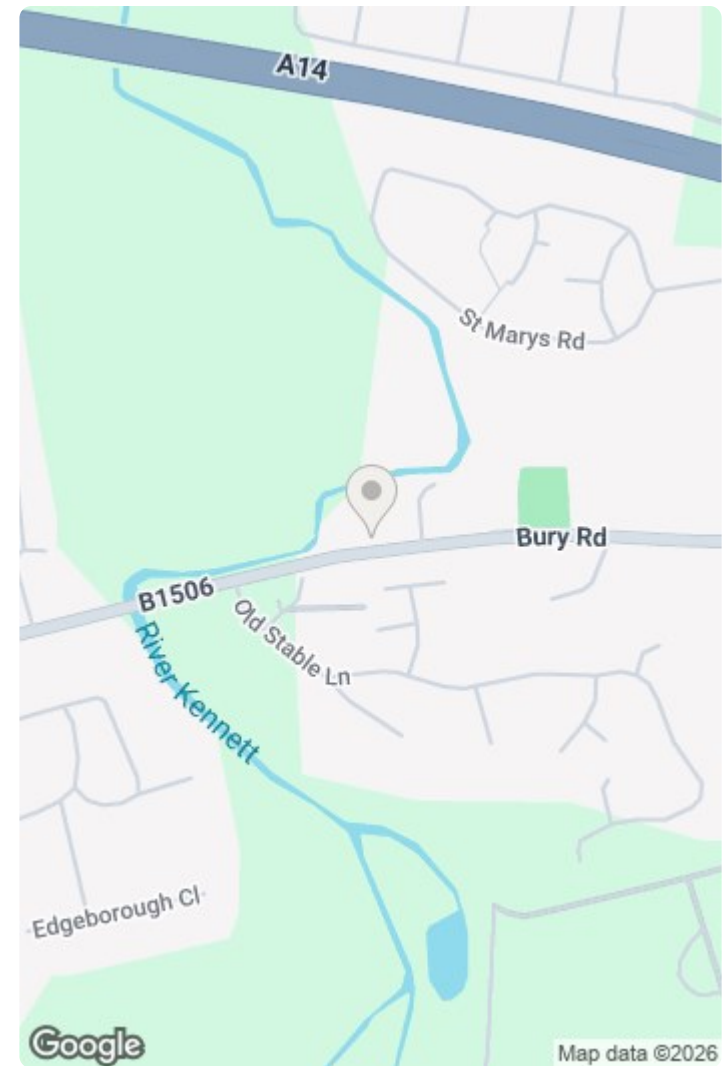 A14
St Marys Rd
Bury Rd
B1506
Old Stable Ln
River Kennett
Edgeborough Cl
Google
Map data ©2026